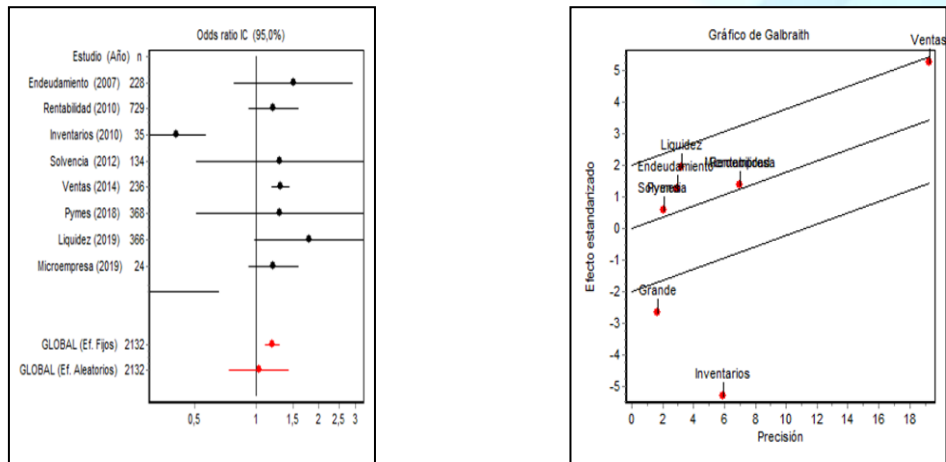 Odds ratio IC (95,0%)
Estudio (Año) n
Endeudamiento (2007) 228
Rentabilidad (2010) 729
Inventarios (2010) 35
Solvencia (2012) 134
Ventas (2014) 236
Pymes (2018) 368
Liquidez (2019) 366
Microempresa (2019) 24
GLOBAL (Ef. Fijos) 2132
GLOBAL (Ef. Aleatorios) 2132
0,5 1 1,5 2 2,5 3
Gráfico de Galbraith
Ventas
5
4
3
Liquidez
2
Endeudamiento
1
0
-1
-2
Grande
-3
-4
Inventarios
-5
Efecto estandarizado
0 2 4 6 8 10 12 14 16 18
Precisión